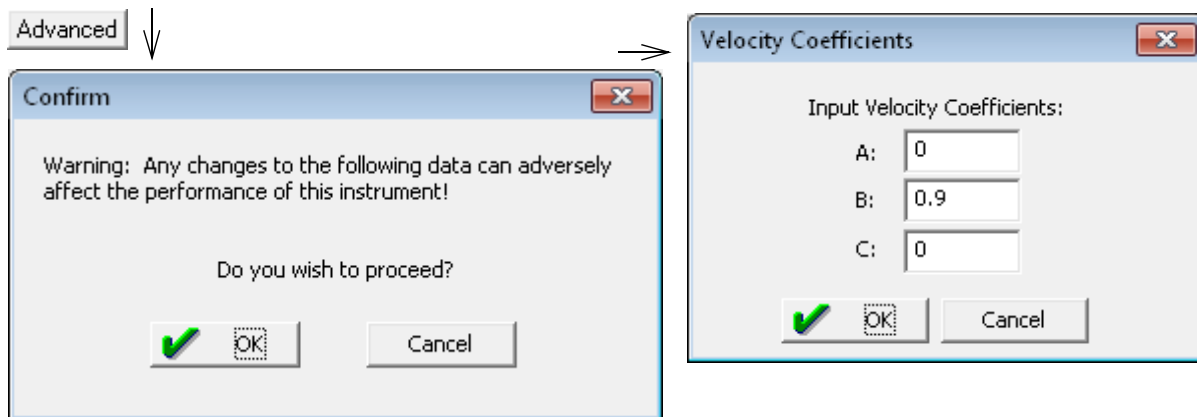 Advanced
Confirm
Warning: Any changes to the following data can adversely
affect the performance of this instrument!
Do you wish to proceed?
OK
Cancel
Velocity Coefficients
Input Velocity Coefficients:
A: 0
B: 0.9
C: 0
OK
Cancel